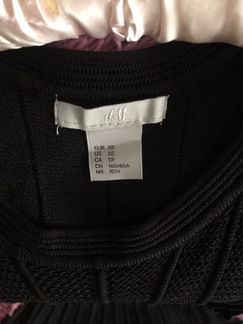 H&M
EUR XS
US XS
CA TP
CN 160/80A
MX XCH